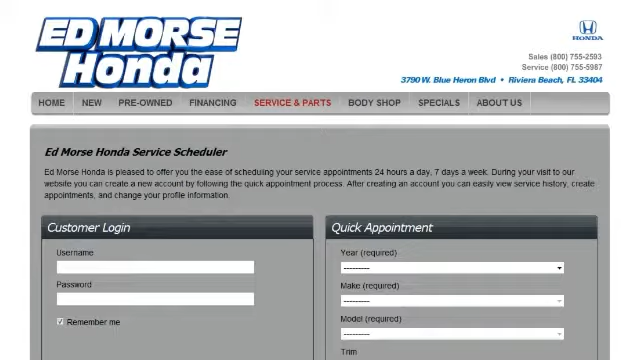 ED MORSE
Honda
HONDA
Sales (800) 755-2593
Service (800) 755-5987
3790 W. Blue Heron Blvd • Riviera Beach, FL 33404
HOME NEW PRE-OWNED FINANCING SERVICE & PARTS BODY SHOP SPECIALS ABOUT US
Ed Morse Honda Service Scheduler
Ed Morse Honda is pleased to offer you the ease of scheduling your service appointments 24 hours a day, 7 days a week. During your visit to our
website you can create a new account by following the quick appointment process. After creating an account you can easily view service history, create
appointments, and change your profile information.
Customer Login
Username
Password
Remember me
Quick Appointment
Year (required)
---------
Make (required)
---------
Model (required)
---------
Trim